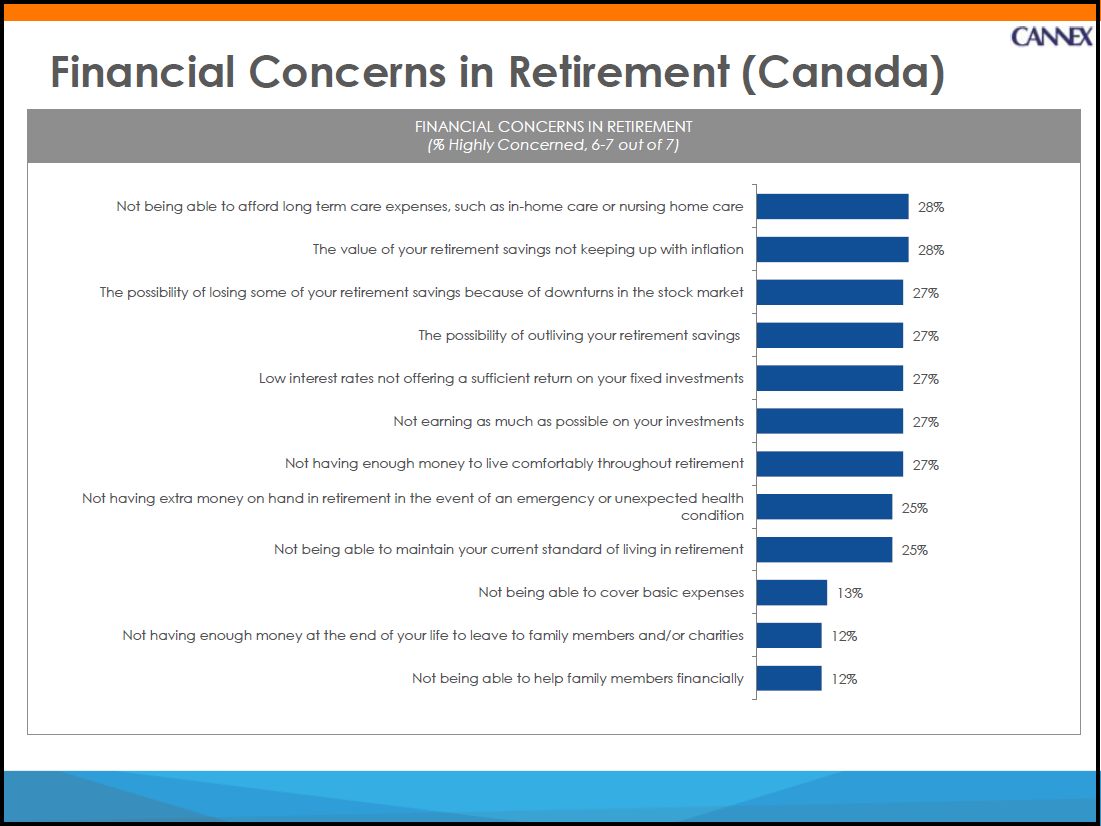 CANNEX
Financial Concerns in Retirement (Canada)
FINANCIAL CONCERNS IN RETIREMENT
(% Highly Concerned, 6-7 out of 7)
Not being able to afford long term care expenses, such as in-home care or nursing home care 28%
The value of your retirement savings not keeping up with inflation 28%
The possibility of losing some of your retirement savings because of downturns in the stock market 27%
The possibility of outliving your retirement savings 27%
Low interest rates not offering a sufficient return on your fixed investments 27%
Not earning as much as possible on your investments 27%
Not having enough money to live comfortably throughout retirement 27%
Not having extra money on hand in retirement in the event of an emergency or unexpected health
condition 25%
Not being able to maintain your current standard of living in retirement 25%
Not being able to cover basic expenses 13%
Not having enough money at the end of your life to leave to family members and/or charities 12%
Not being able to help family members financially 12%